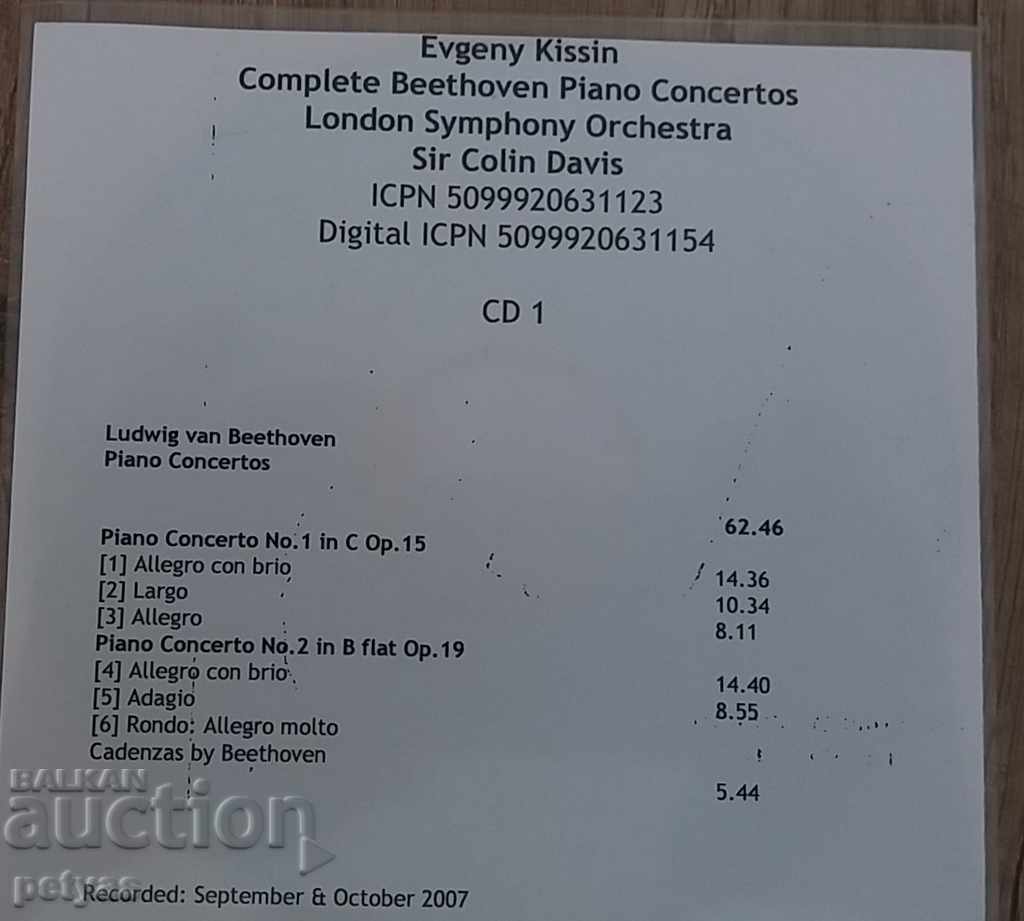 Evgeny Kissin
Complete Beethoven Piano Concertos
London Symphony Orchestra
Sir Colin Davis
ICPN 5099920631123
Digital ICPN 5099920631154
CD 1
Ludwig van Beethoven
Piano Concertos
62.46
Piano Concerto No.1 in C Op.15
[1] Allegro con brio 14.36
[2] Largo 10.34
[3] Allegro 8.11
Piano Concerto No.2 in B flat Op.19
[4] Allegro con brio 14.40
[5] Adagio 8.55
[6] Rondo: Allegro molto
Cadenzas by Beethoven
5.44
BALKAN
auction
petyas
Recorded: September & October 2007